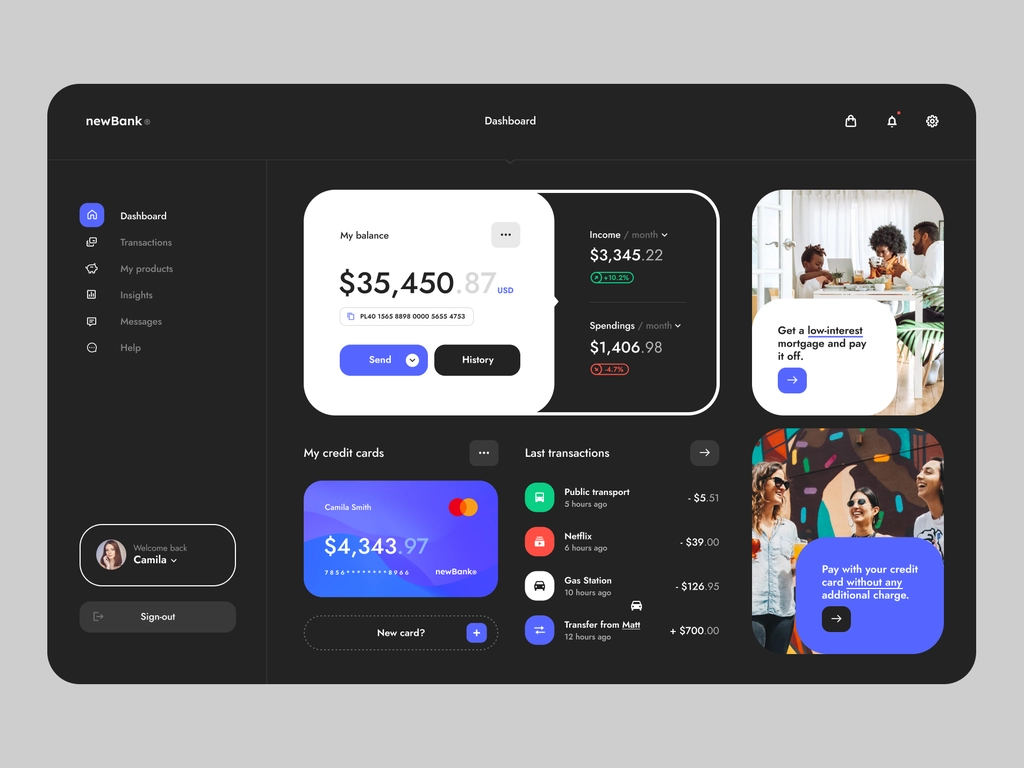 newBank ®
Dashboard
Dashboard
Transactions
My products
Insights
Messages
Help
Welcome back
Camila
Sign-out
My balance
$35,450.87 USD
PL40 1565 8898 0000 5655 4753
Send
History
Income / month
$3,345.22
+10.2%
Spendings / month
$1,406.98
-4.7%
My credit cards
Camila Smith
$4,343.97
7856********8966
newBank®
New card?
Last transactions
Public transport
5 hours ago
- $5.51
Netflix
6 hours ago
- $39.00
Gas Station
10 hours ago
- $126.95
Transfer from Matt
12 hours ago
+ $700.00
Get a low-interest
mortgage and pay
it off.
Pay with your credit
card without any
additional charge.